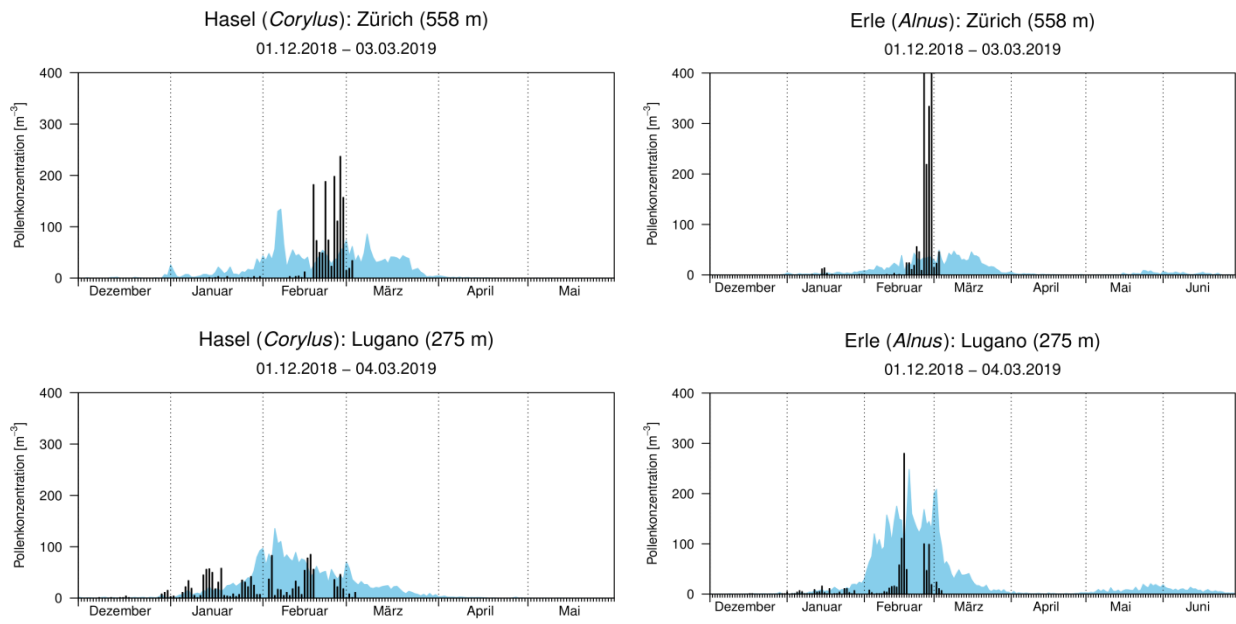 Hasel (Corylus): Zürich (558 m)
01.12.2018 – 03.03.2019
Pollenkonzentration [m⁻³]
400
300
200
100
0
Dezember Januar Februar März April Mai
Erle (Alnus): Zürich (558 m)
01.12.2018 – 03.03.2019
Pollenkonzentration [m⁻³]
400
300
200
100
0
Dezember Januar Februar März April Mai Juni
Hasel (Corylus): Lugano (275 m)
01.12.2018 – 04.03.2019
Pollenkonzentration [m⁻³]
400
300
200
100
0
Dezember Januar Februar März April Mai
Erle (Alnus): Lugano (275 m)
01.12.2018 – 04.03.2019
Pollenkonzentration [m⁻³]
400
300
200
100
0
Dezember Januar Februar März April Mai Juni